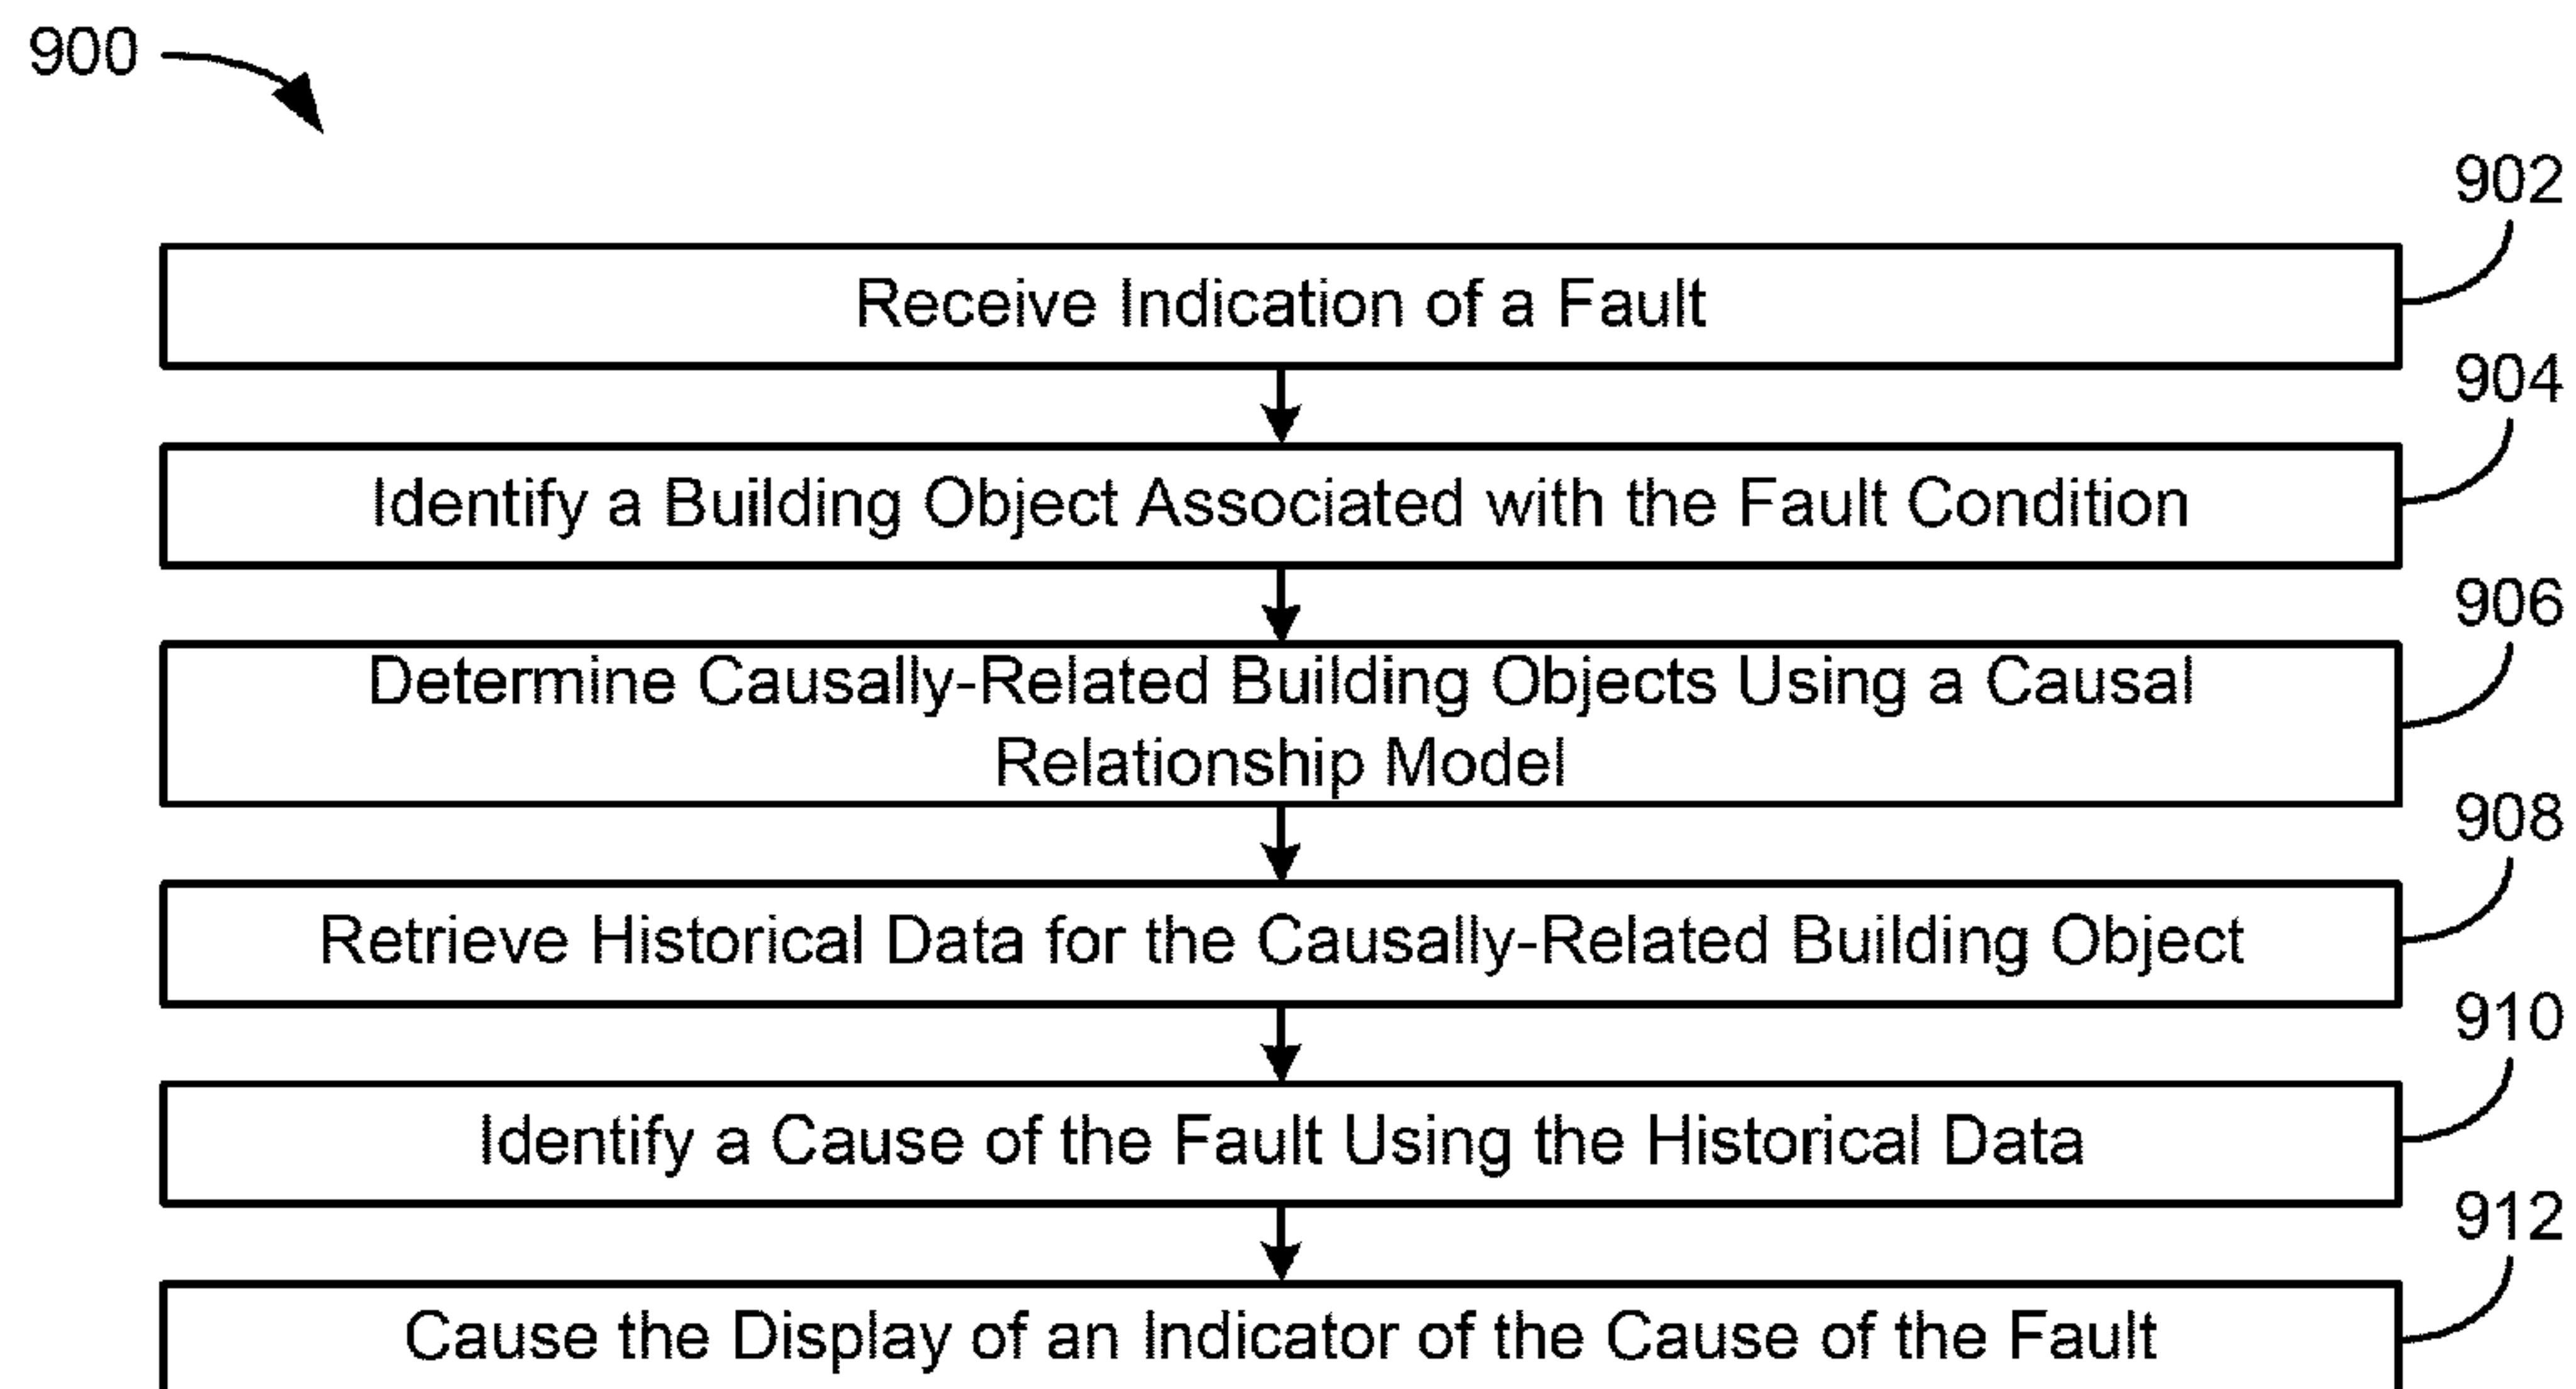 900
902
Receive Indication of a Fault
904
Identify a Building Object Associated with the Fault Condition
906
Determine Causally-Related Building Objects Using a Causal
Relationship Model
908
Retrieve Historical Data for the Causally-Related Building Object
910
Identify a Cause of the Fault Using the Historical Data
912
Cause the Display of an Indicator of the Cause of the Fault